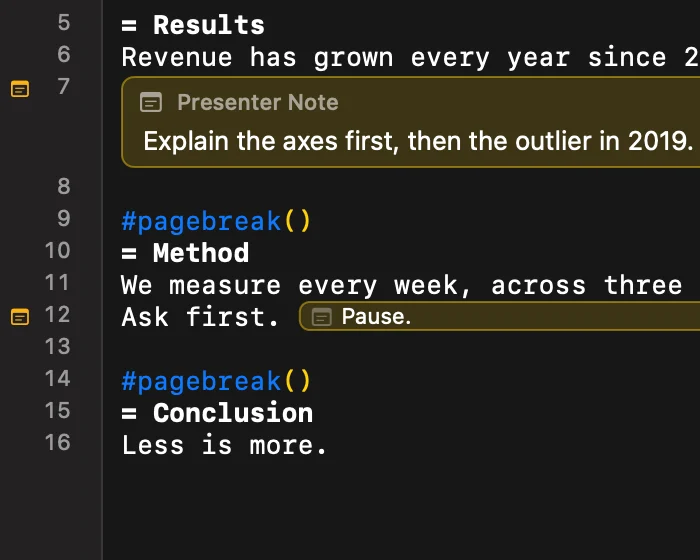 5 = Results
6 Revenue has grown every year since 2
7 Presenter Note
Explain the axes first, then the outlier in 2019.
8
9 #pagebreak()
10 = Method
11 We measure every week, across three
12 Ask first. Pause.
13
14 #pagebreak()
15 = Conclusion
16 Less is more.